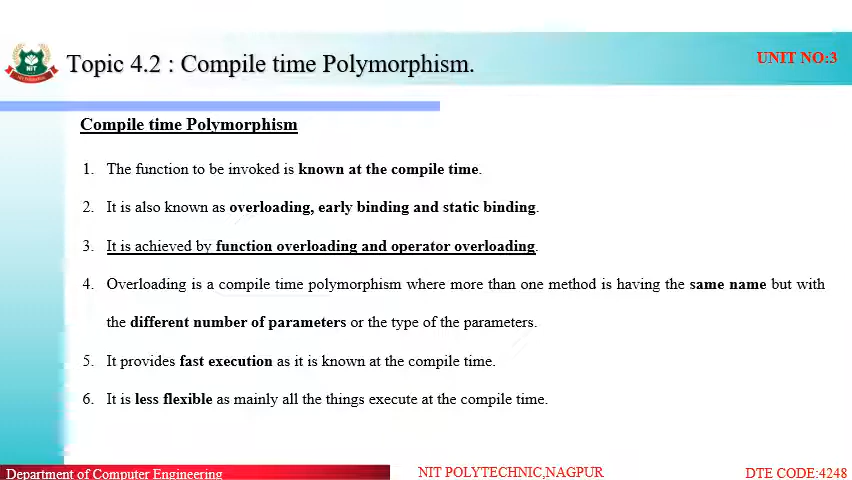 Topic 4.2 : Compile time Polymorphism.
UNIT NO:3
NIT
Compile time Polymorphism
1. The function to be invoked is known at the compile time.
2. It is also known as overloading, early binding and static binding.
3. It is achieved by function overloading and operator overloading.
4. Overloading is a compile time polymorphism where more than one method is having the same name but with
the different number of parameters or the type of the parameters.
5. It provides fast execution as it is known at the compile time.
6. It is less flexible as mainly all the things execute at the compile time.
Department of Computer Engineering
NIT POLYTECHNIC,NAGPUR
DTE CODE:4248